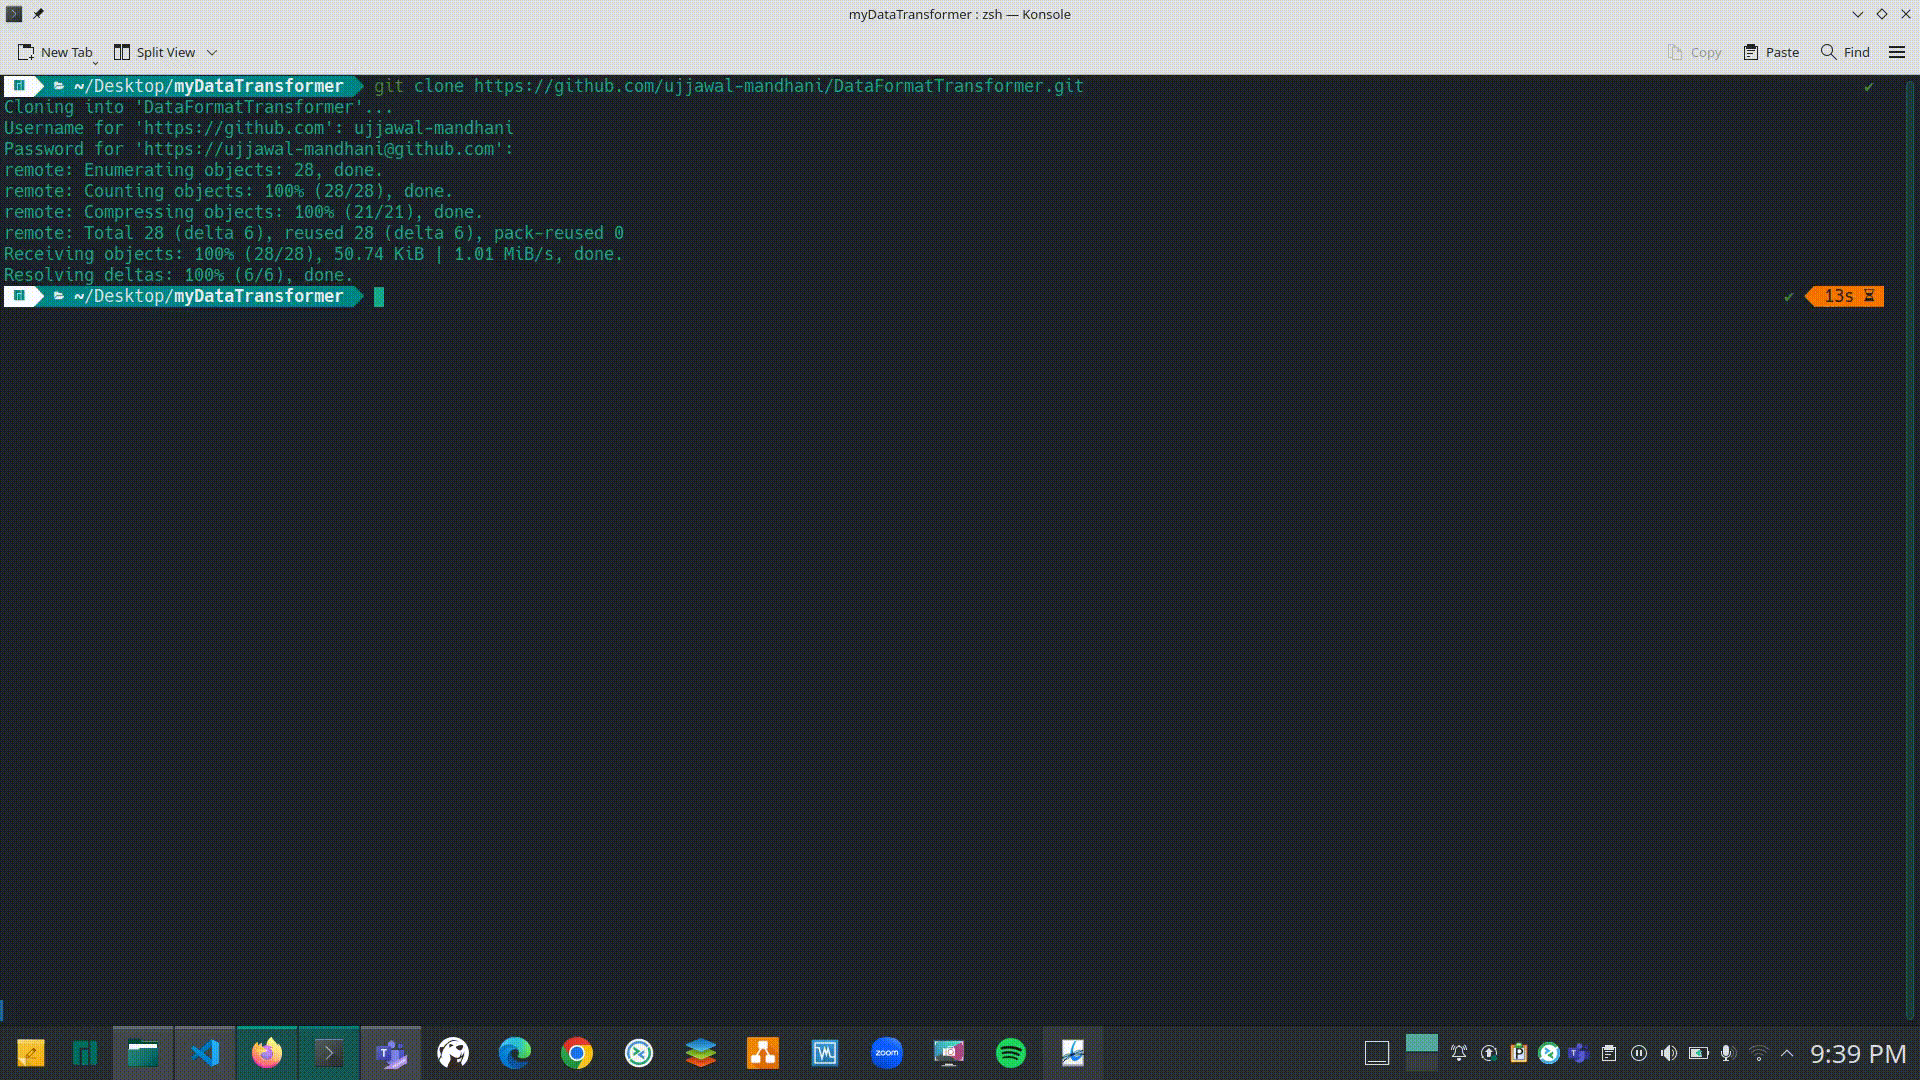 myDataTransformer : zsh — Konsole
New Tab
Split View
Copy
Paste
Find
~/Desktop/myDataTransformer git clone https://github.com/ujjawal-mandhani/DataFormatTransformer.git ✔
Cloning into 'DataFormatTransformer'...
Username for 'https://github.com': ujjawal-mandhani
Password for 'https://ujjawal-mandhani@github.com':
remote: Enumerating objects: 28, done.
remote: Counting objects: 100% (28/28), done.
remote: Compressing objects: 100% (21/21), done.
remote: Total 28 (delta 6), reused 28 (delta 6), pack-reused 0
Receiving objects: 100% (28/28), 50.74 KiB | 1.01 MiB/s, done.
Resolving deltas: 100% (6/6), done.
~/Desktop/myDataTransformer ✔ 13s
zoom
9:39 PM